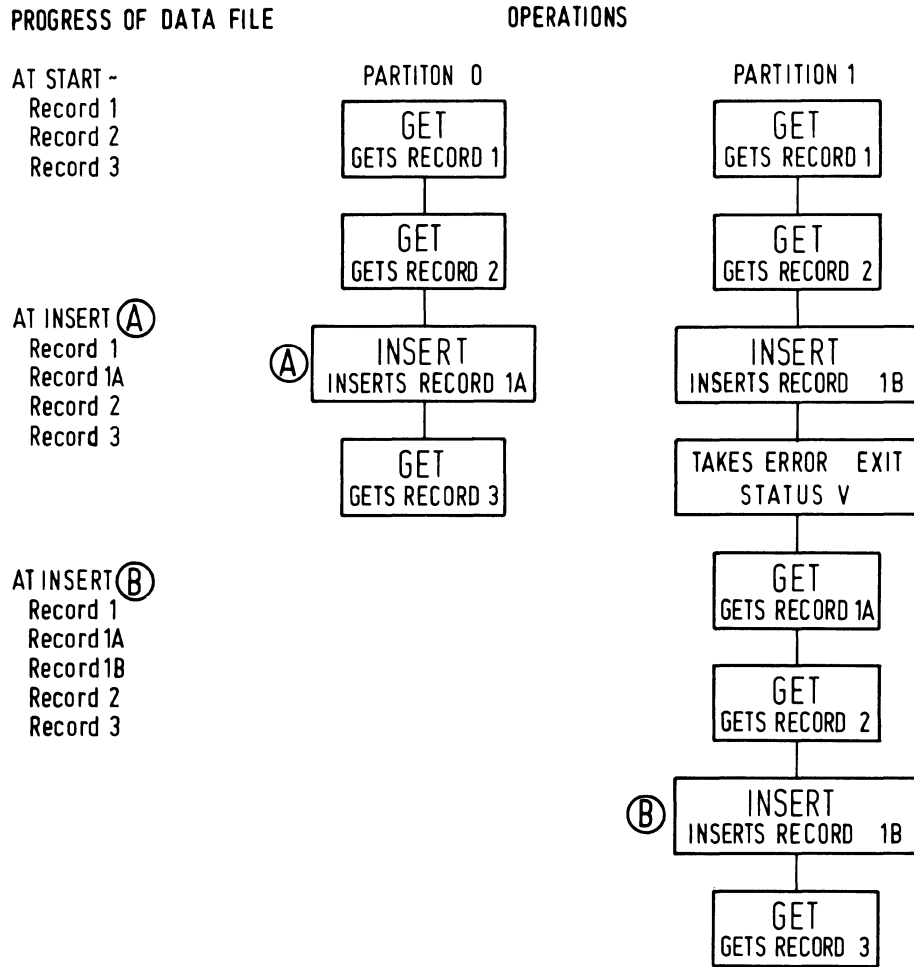 PROGRESS OF DATA FILE
OPERATIONS
AT START ~
Record 1
Record 2
Record 3
AT INSERT A
Record 1
Record 1A
Record 2
Record 3
AT INSERT B
Record 1
Record 1A
Record 1B
Record 2
Record 3
PARTITON 0
GET
GETS RECORD 1
GET
GETS RECORD 2
A
INSERT
INSERTS RECORD 1A
GET
GETS RECORD 3
PARTITION 1
GET
GETS RECORD 1
GET
GETS RECORD 2
INSERT
INSERTS RECORD 1B
TAKES ERROR EXIT
STATUS V
GET
GETS RECORD 1A
GET
GETS RECORD 2
B
INSERT
INSERTS RECORD 1B
GET
GETS RECORD 3